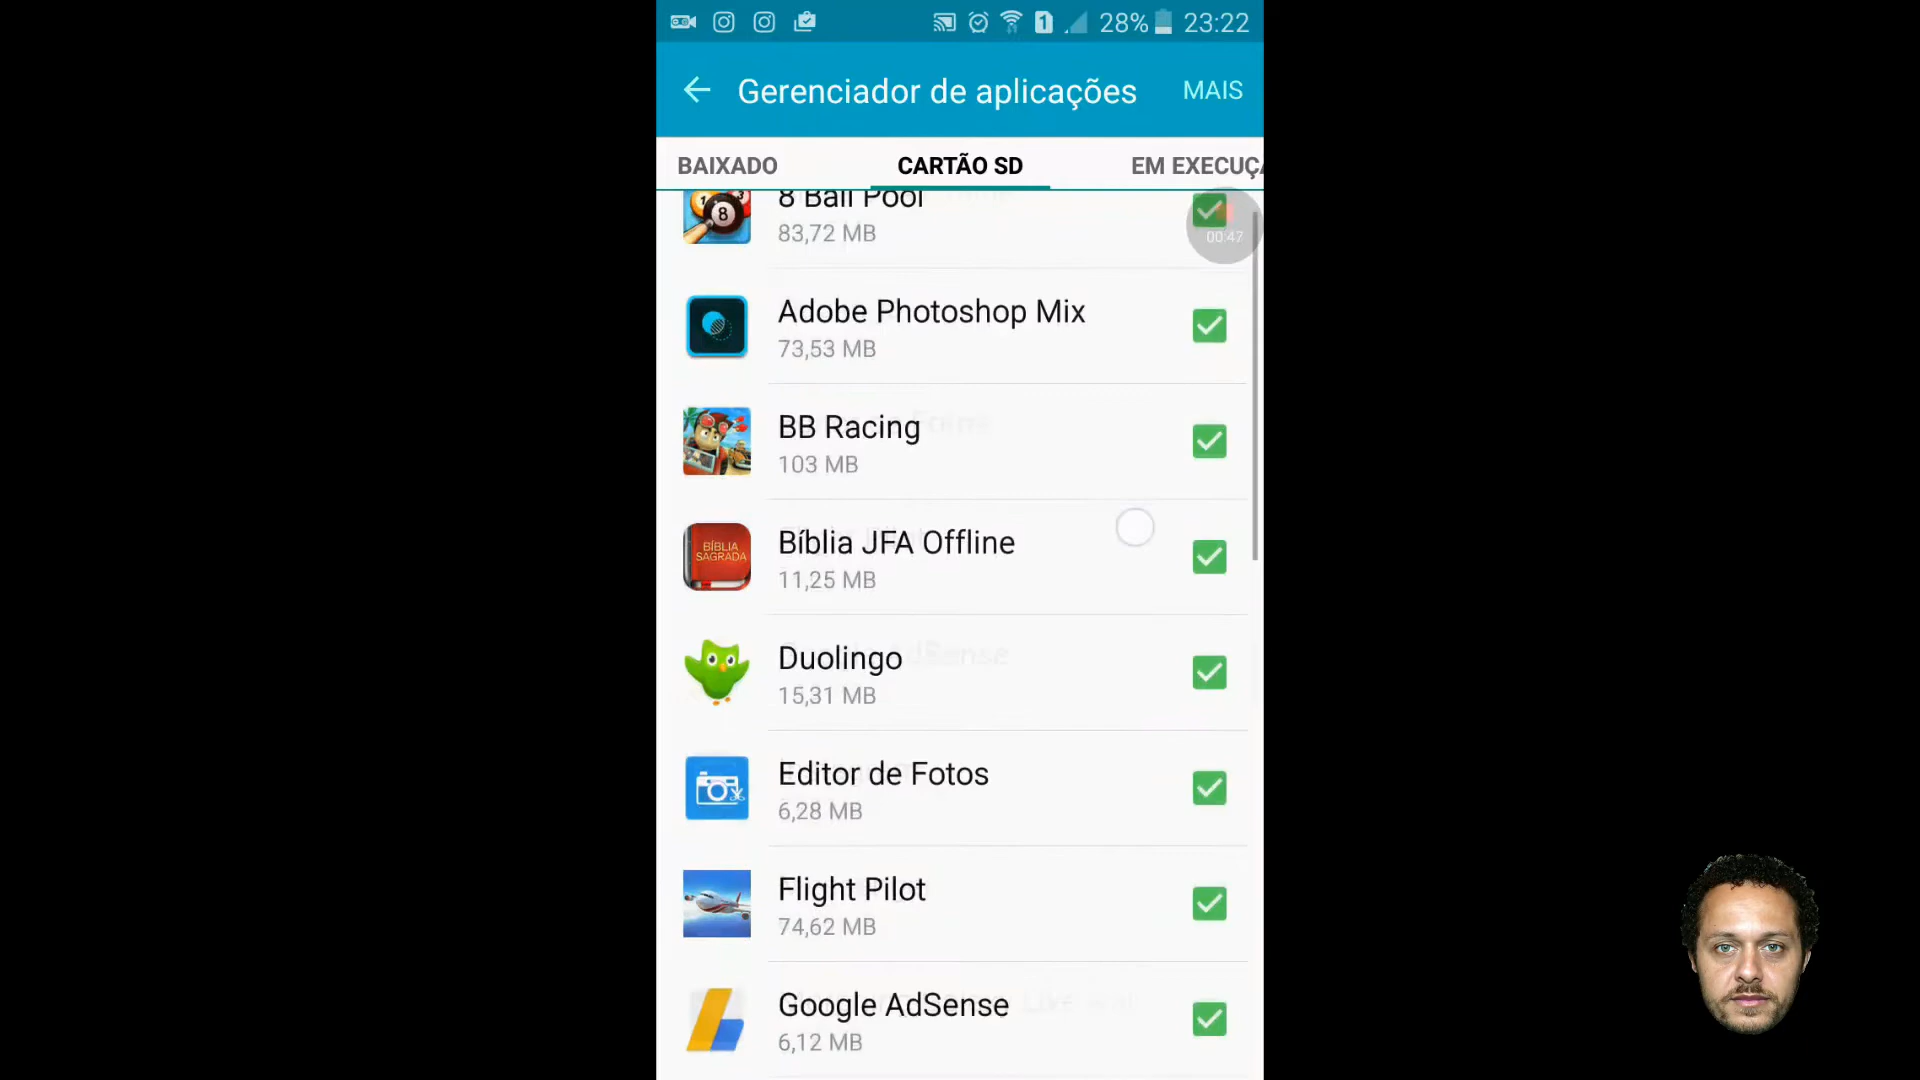 28% 23:22
Gerenciador de aplicações MAIS
BAIXADO CARTÃO SD EM EXECUÇA
8 Ball Pool
83,72 MB
00:47
Adobe Photoshop Mix
73,53 MB
BB Racing
103 MB
BÍBLIA SAGRADA
Bíblia JFA Offline
11,25 MB
Duolingo
15,31 MB
Editor de Fotos
6,28 MB
Flight Pilot
74,62 MB
Google AdSense
6,12 MB